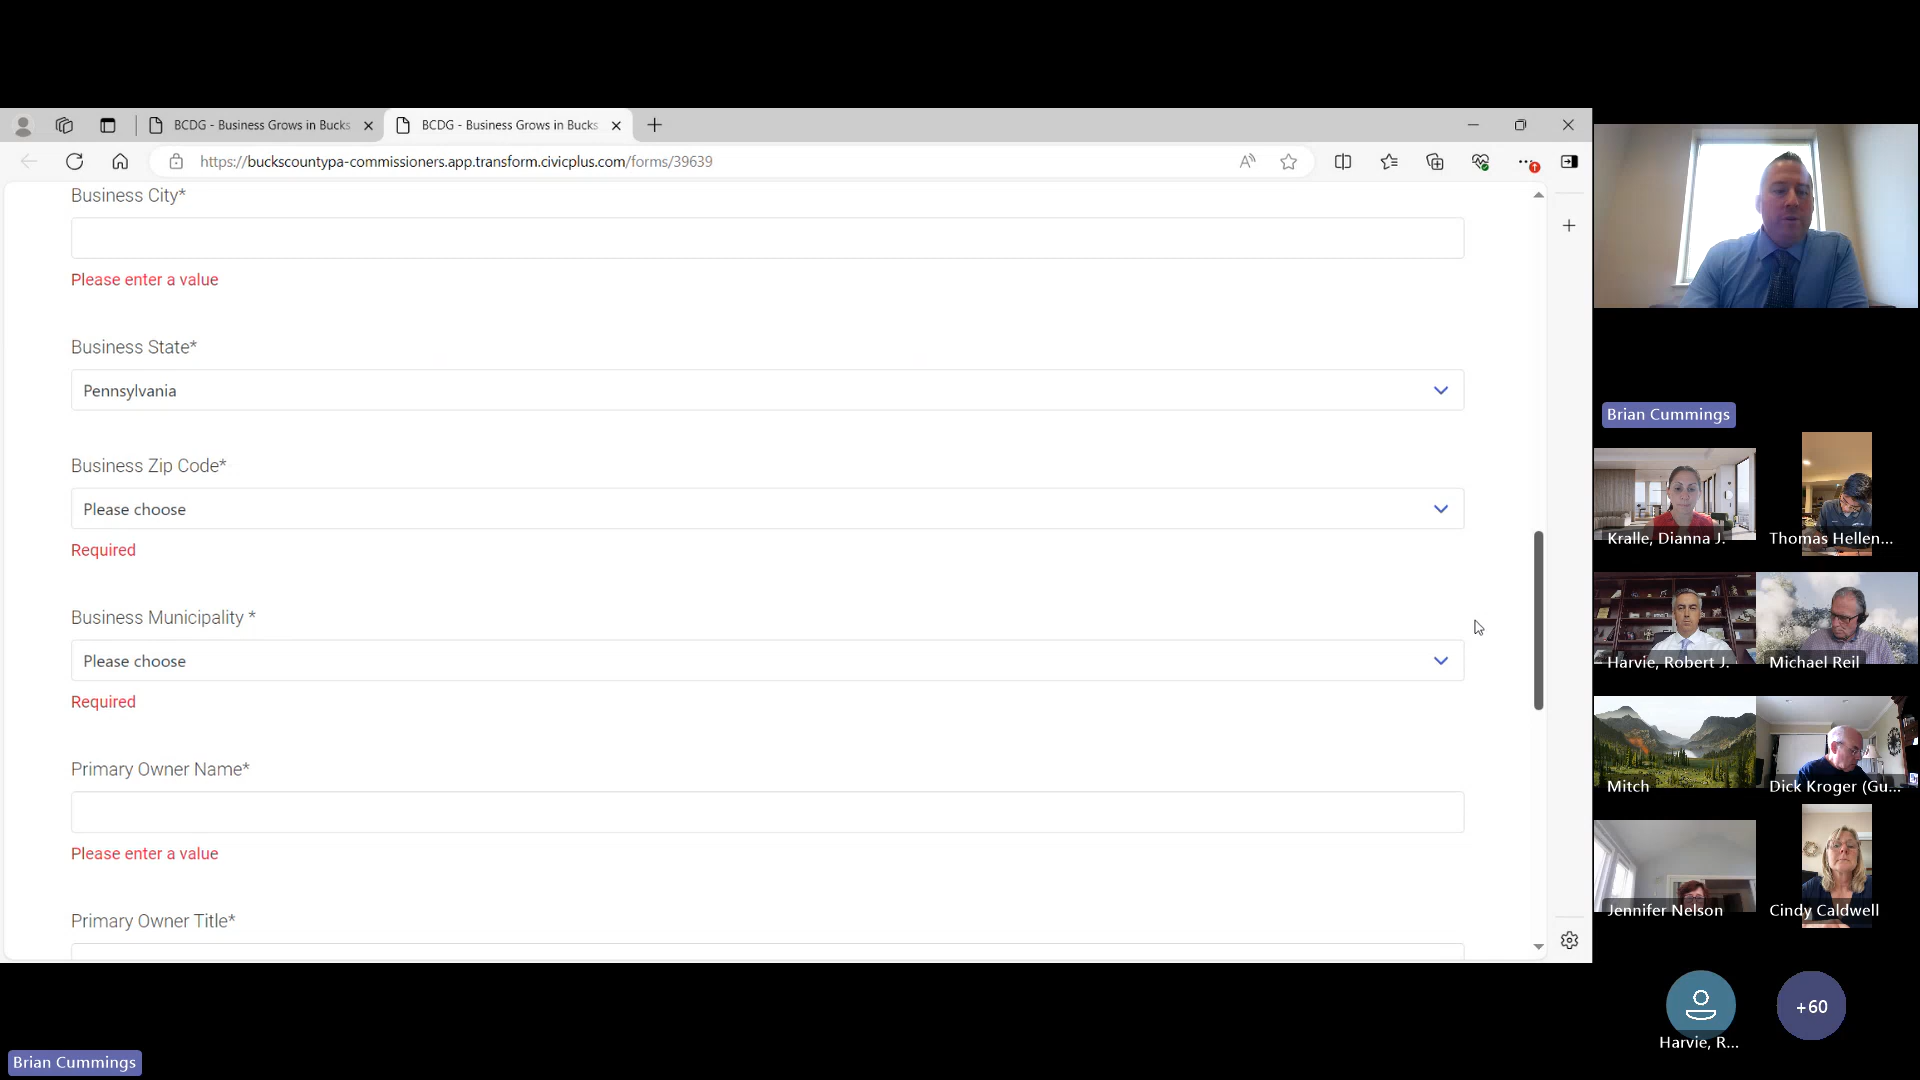 BCDG - Business Grows in Bucks
BCDG - Business Grows in Bucks
https://buckscountypa-commissioners.app.transform.civicplus.com/forms/39639
Business City*
Please enter a value
Business State*
Pennsylvania
Business Zip Code*
Please choose
Required
Business Municipality *
Please choose
Required
Primary Owner Name*
Please enter a value
Primary Owner Title*
Brian Cummings
Kralle, Dianna J.
Thomas Hellen...
Harvie, Robert J.
Michael Reil
Mitch
Dick Kroger (Gu...
Jennifer Nelson
Cindy Caldwell
Harvie, R...
+60
Brian Cummings